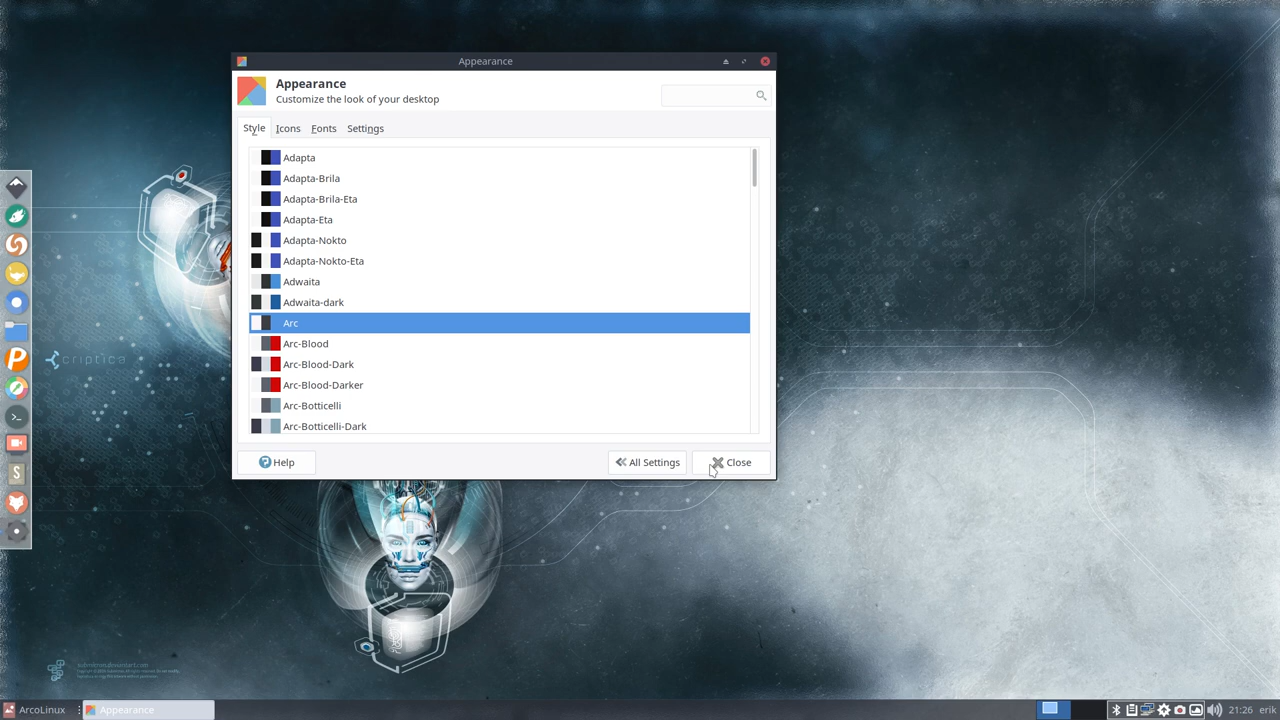 Appearance
Appearance
Customize the look of your desktop
Style
Icons
Fonts
Settings
Adapta
Adapta-Brila
Adapta-Brila-Eta
Adapta-Eta
Adapta-Nokto
Adapta-Nokto-Eta
Adwaita
Adwaita-dark
Arc
Arc-Blood
Arc-Blood-Dark
Arc-Blood-Darker
Arc-Botticelli
Arc-Botticelli-Dark
Help
All Settings
Close
criptica
ArcoLinux
Appearance
21:26
erik